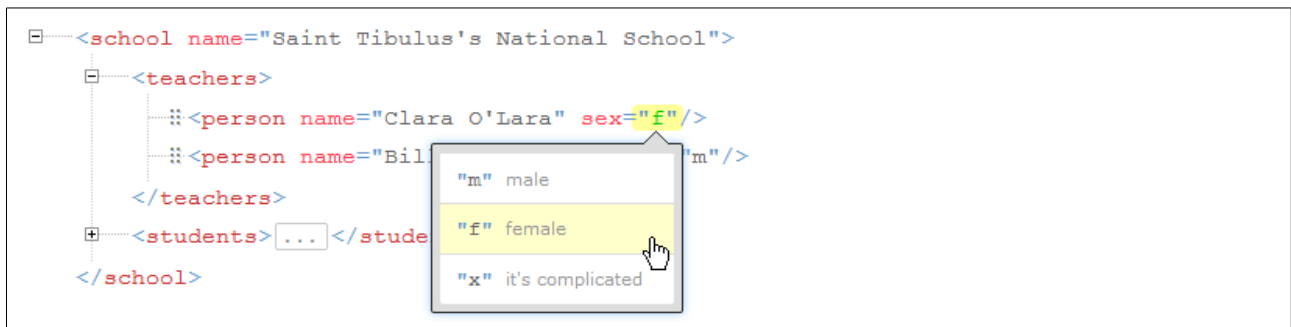 <school name="Saint Tibulus's National School">
<teachers>
<person name="Clara O'Lara" sex="f"/>
<person name="Bil "m"/>
"m" male
</teachers>
"f" female
<students> ... </stude
"x" it's complicated
</school>